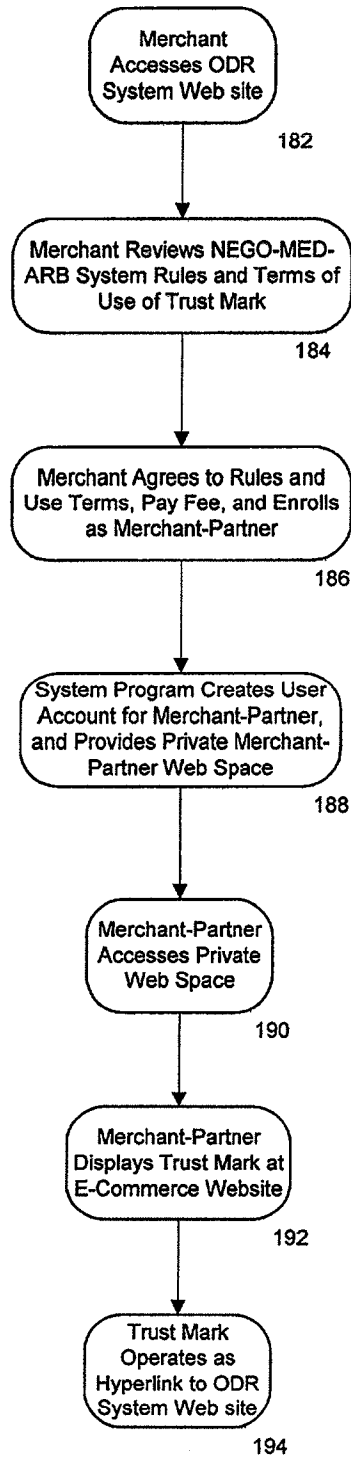 Merchant
Accesses ODR
System Web site
182
Merchant Reviews NEGO-MED-
ARB System Rules and Terms of
Use of Trust Mark
184
Merchant Agrees to Rules and
Use Terms, Pay Fee, and Enrolls
as Merchant-Partner
186
System Program Creates User
Account for Merchant-Partner,
and Provides Private Merchant-
Partner Web Space
188
Merchant-Partner
Accesses Private
Web Space
190
Merchant-Partner
Displays Trust Mark at
E-Commerce Website
192
Trust Mark
Operates as
Hyperlink to ODR
System Web site
194